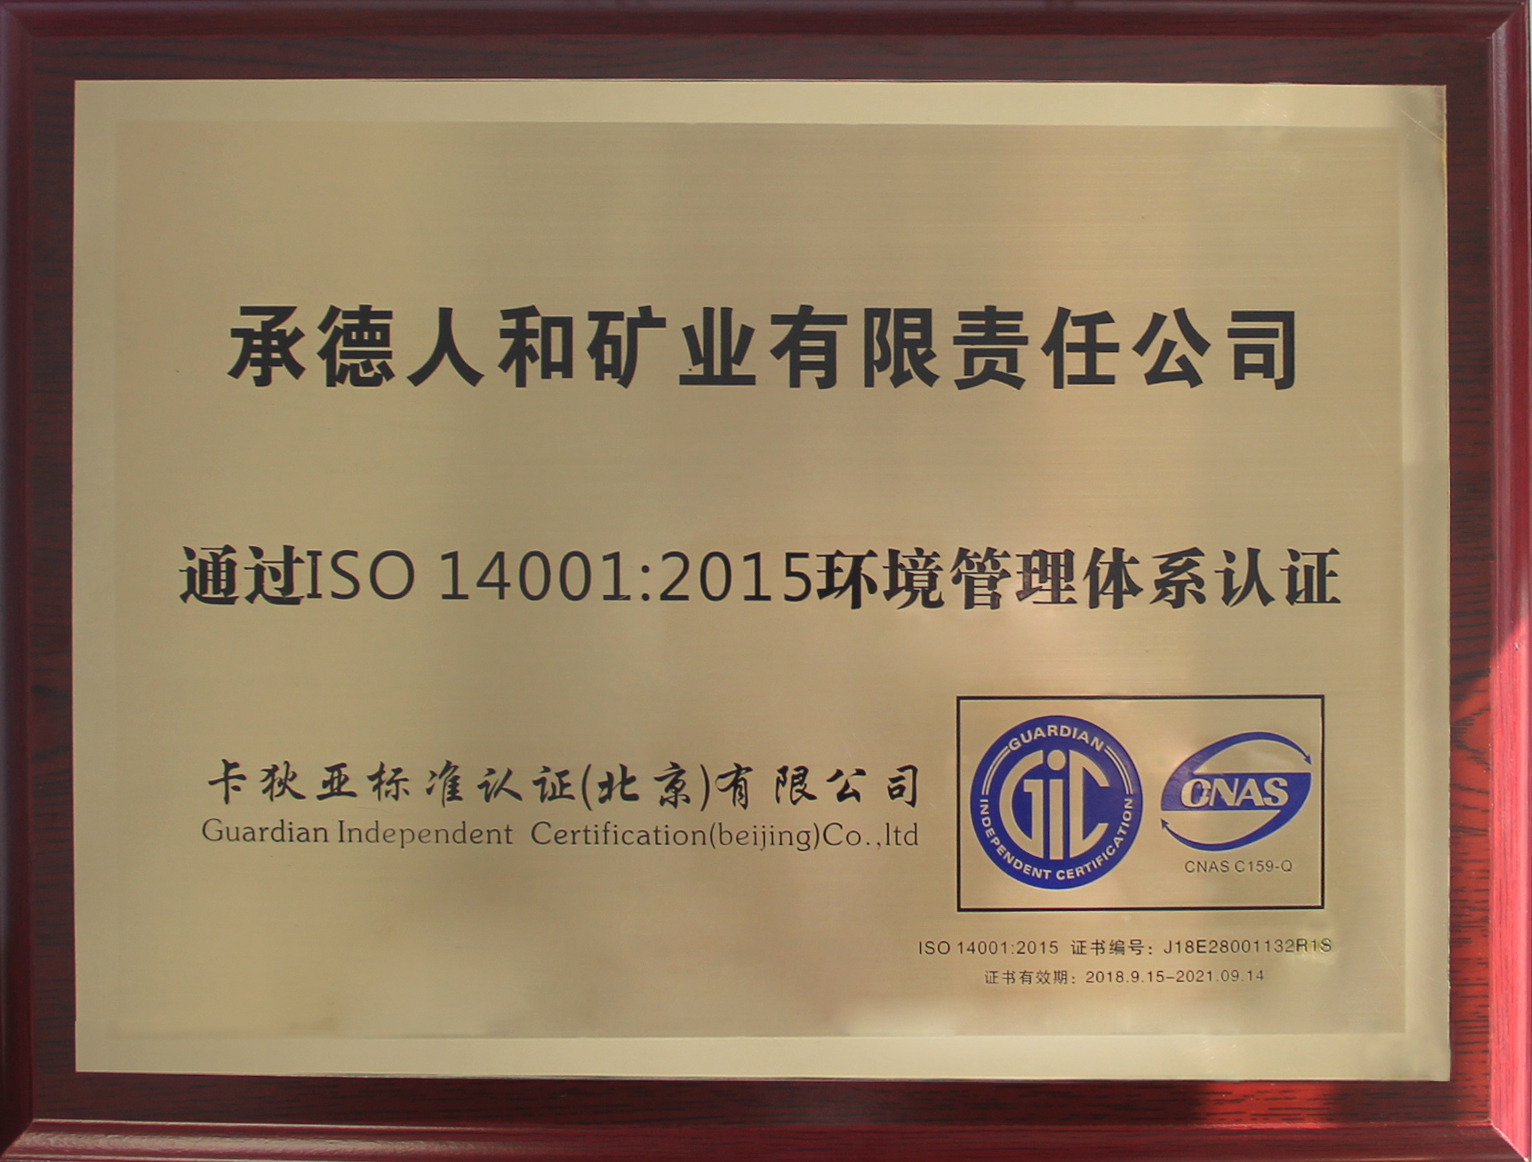 承德人和矿业有限责任公司
通过ISO 14001:2015环境管理体系认证
卡狄亚标准认证(北京)有限公司
Guardian Independent Certification(beijing)Co.,ltd
GUARDIAN
GIC
INDEPENDENT CERTIFICATION
CNAS
CNAS C159-Q
ISO 14001:2015 证书编号：J18E28001132R1S
证书有效期：2018.9.15-2021.09.14